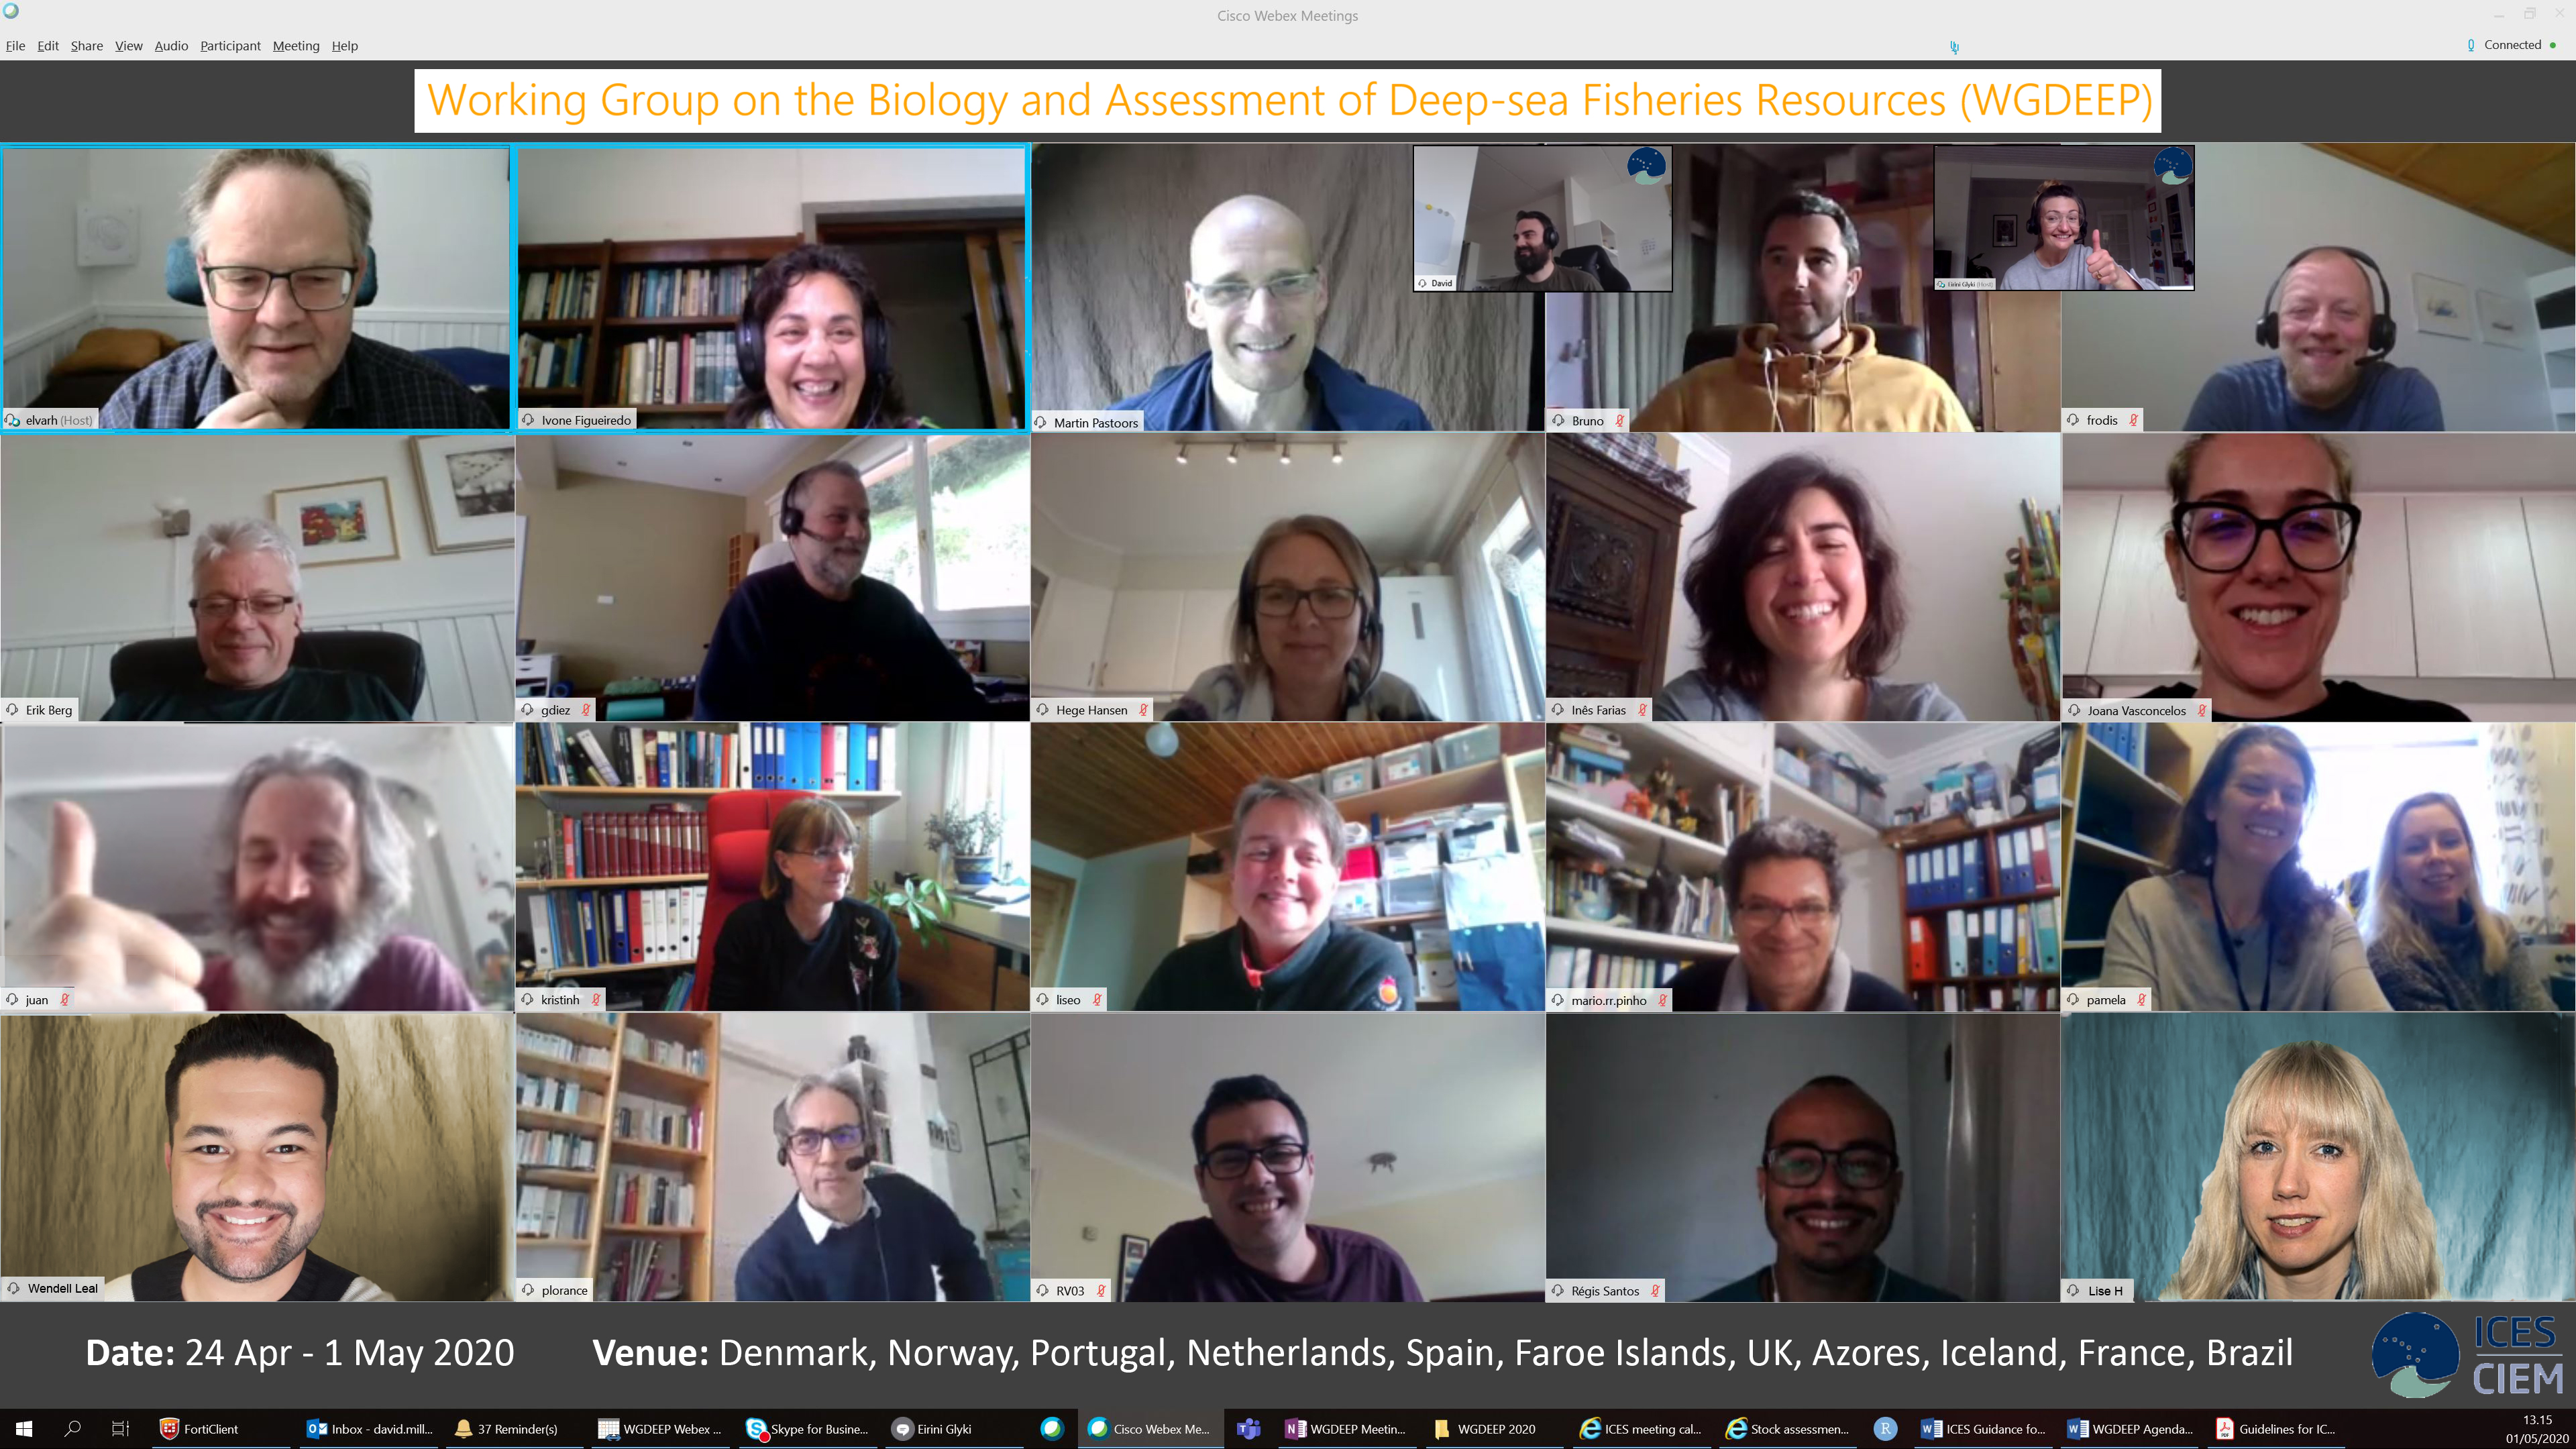 Cisco Webex Meetings
File Edit Share View Audio Participant Meeting Help
Connected
Working Group on the Biology and Assessment of Deep-sea Fisheries Resources (WGDEEP)
David
Eirini Glyki (Host)
elvarh (Host)
Ivone Figueiredo
Martin Pastoors
Bruno
frodis
Erik Berg
gdiez
Hege Hansen
Inês Farias
Joana Vasconcelos
juan
kristinh
liseo
mario.rr.pinho
pamela
Wendell Leal
plorance
RV03
Régis Santos
Lise H
Date: 24 Apr - 1 May 2020 Venue: Denmark, Norway, Portugal, Netherlands, Spain, Faroe Islands, UK, Azores, Iceland, France, Brazil
ICES
CIEM
FortiClient Inbox - david.mill... 37 Reminder(s) WGDEEP Webex ... Skype for Busine... Eirini Glyki Cisco Webex Me... WGDEEP Meetin... WGDEEP 2020 ICES meeting cal... Stock assessmen... R ICES Guidance fo... WGDEEP Agenda... Guidelines for IC... 13.15
01/05/2020